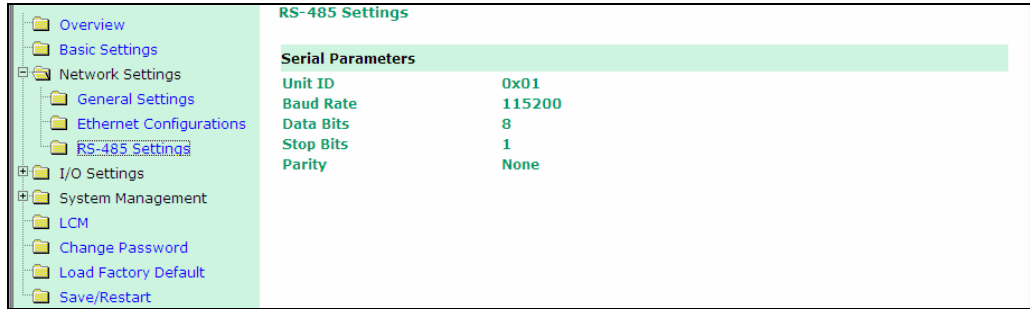 Overview
Basic Settings
Network Settings
General Settings
Ethernet Configurations
RS-485 Settings
I/O Settings
System Management
LCM
Change Password
Load Factory Default
Save/Restart
RS-485 Settings
Serial Parameters
Unit ID 0x01
Baud Rate 115200
Data Bits 8
Stop Bits 1
Parity None